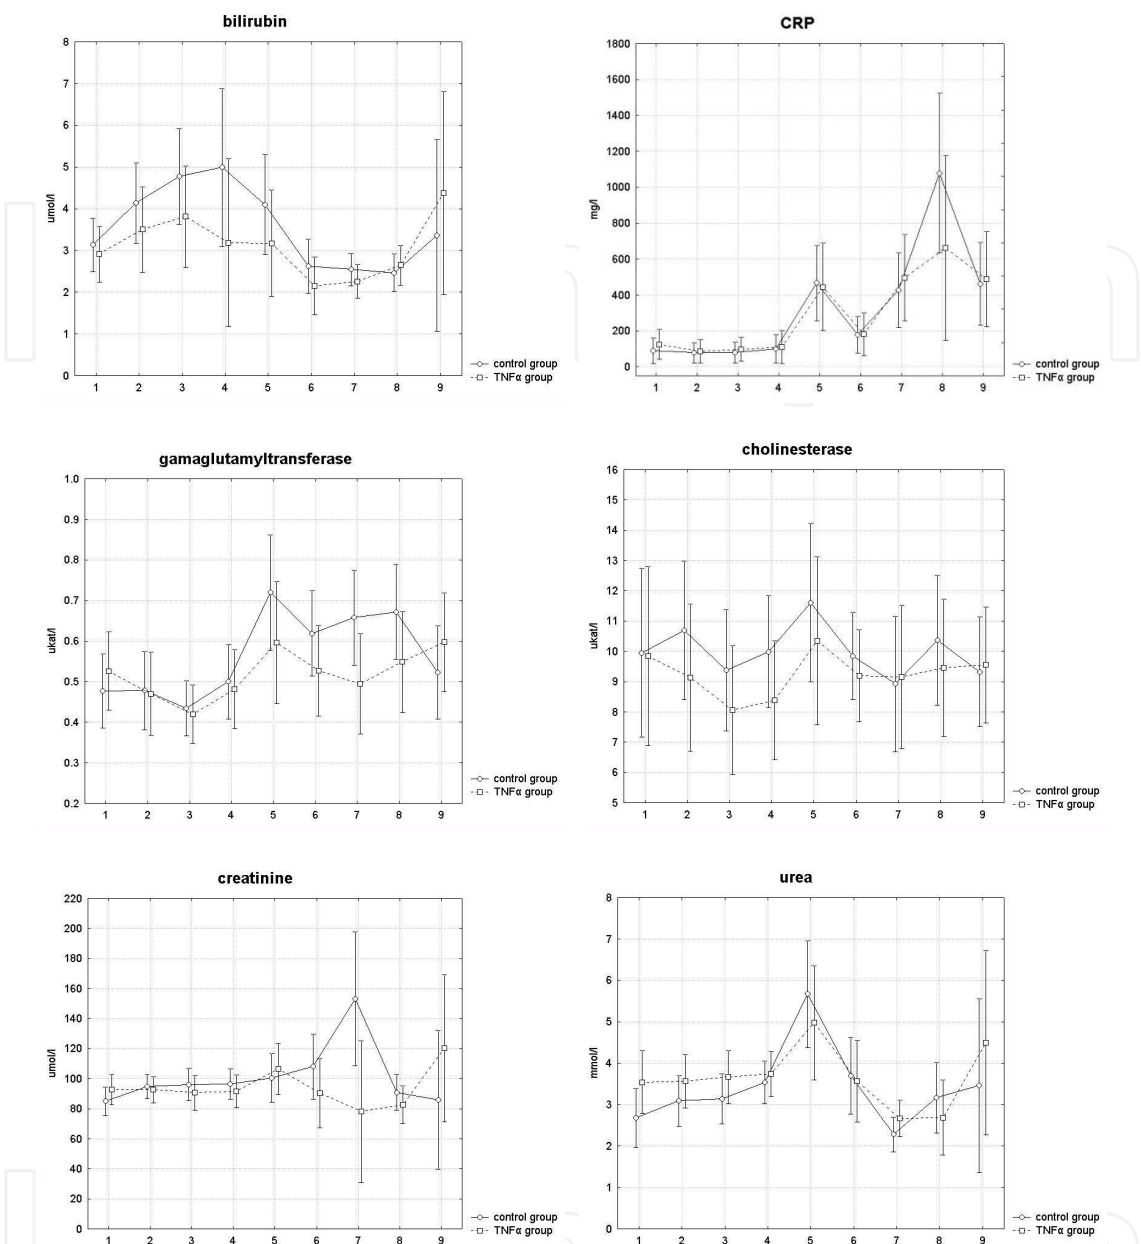 bilirubin
umol/l
8
7
6
5
4
3
2
1
0
1 2 3 4 5 6 7 8 9
control group
TNFα group
CRP
mg/l
1800
1600
1400
1200
1000
800
600
400
200
0
1 2 3 4 5 6 7 8 9
control group
TNFα group
gamaglutamyltransferase
ukat/l
1.0
0.9
0.8
0.7
0.6
0.5
0.4
0.3
0.2
1 2 3 4 5 6 7 8 9
control group
TNFα group
cholinesterase
ukat/l
16
15
14
13
12
11
10
9
8
7
6
5
1 2 3 4 5 6 7 8 9
control group
TNFα group
creatinine
umol/l
220
200
180
160
140
120
100
80
60
40
20
0
1 2 3 4 5 6 7 8 9
control group
TNFα group
urea
mmol/l
8
7
6
5
4
3
2
1
0
1 2 3 4 5 6 7 8 9
control group
TNFα group